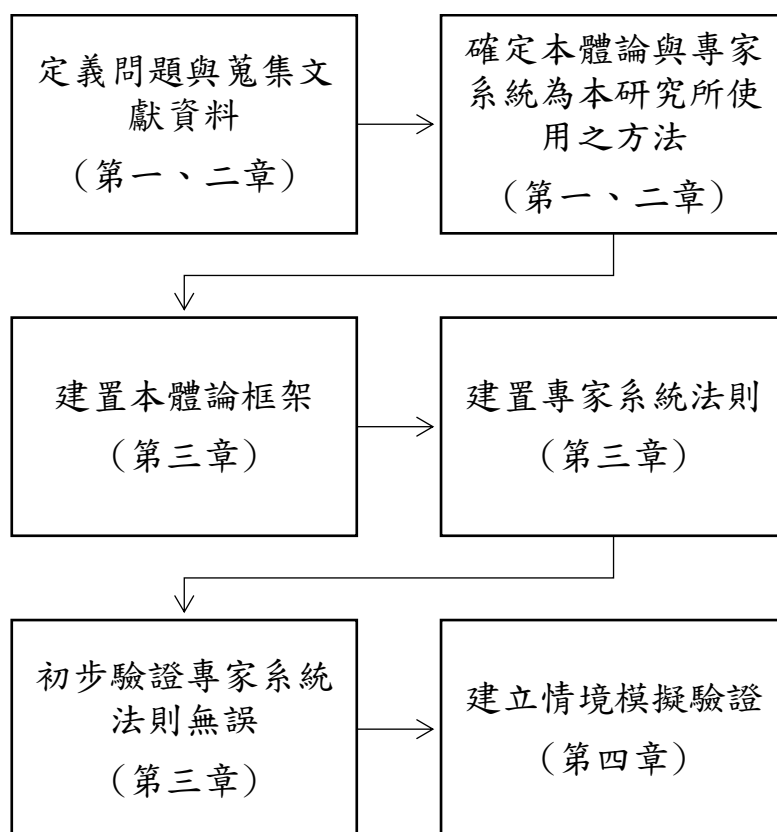 定義問題與蒐集文
獻資料
（第一、二章）
確定本體論與專家
系統為本研究所使
用之方法
（第一、二章）
建置本體論框架
（第三章）
建置專家系統法則
（第三章）
初步驗證專家系統
法則無誤
（第三章）
建立情境模擬驗證
（第四章）